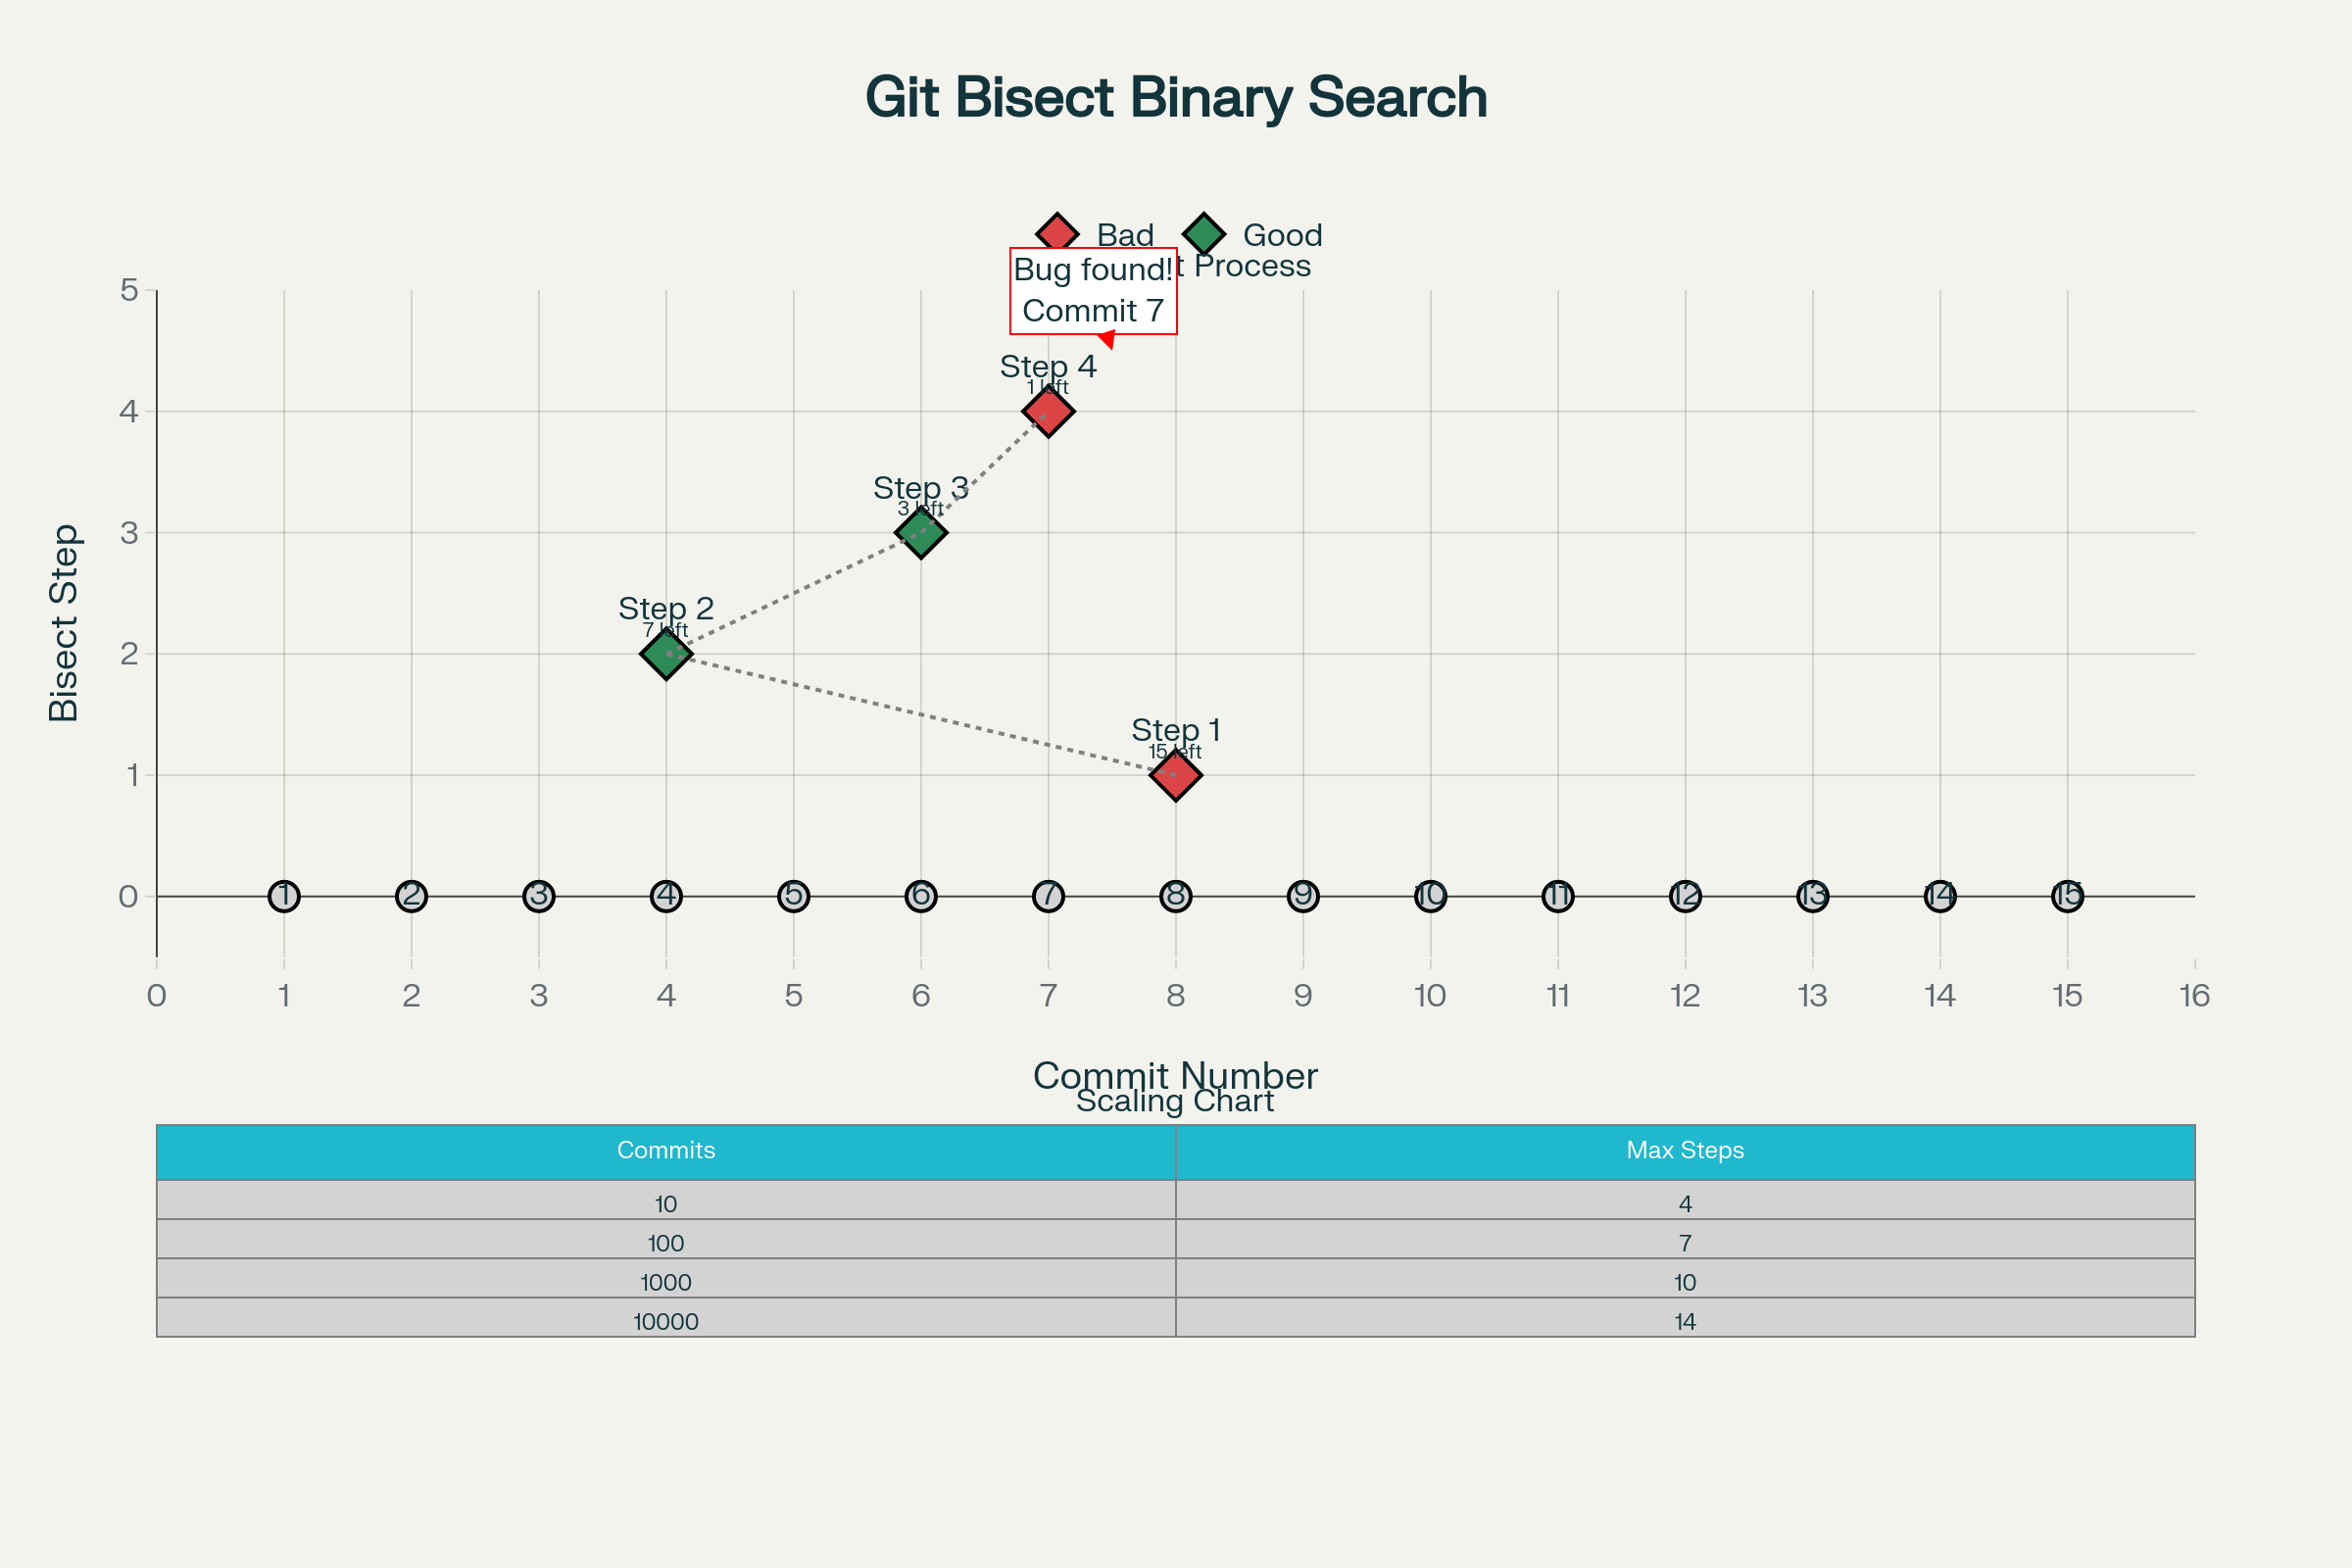 Git Bisect Binary Search
Bad
Good
t Process
Bug found!
Commit 7
Step 4
1 left
Step 3
3 left
Step 2
7 left
Step 1
15 left
Bisect Step
5
4
3
2
1
0
1 2 3 4 5 6 7 8 9 10 11 12 13 14 15
0 1 2 3 4 5 6 7 8 9 10 11 12 13 14 15 16
Commit Number
Scaling Chart
Commits Max Steps
10 4
100 7
1000 10
10000 14